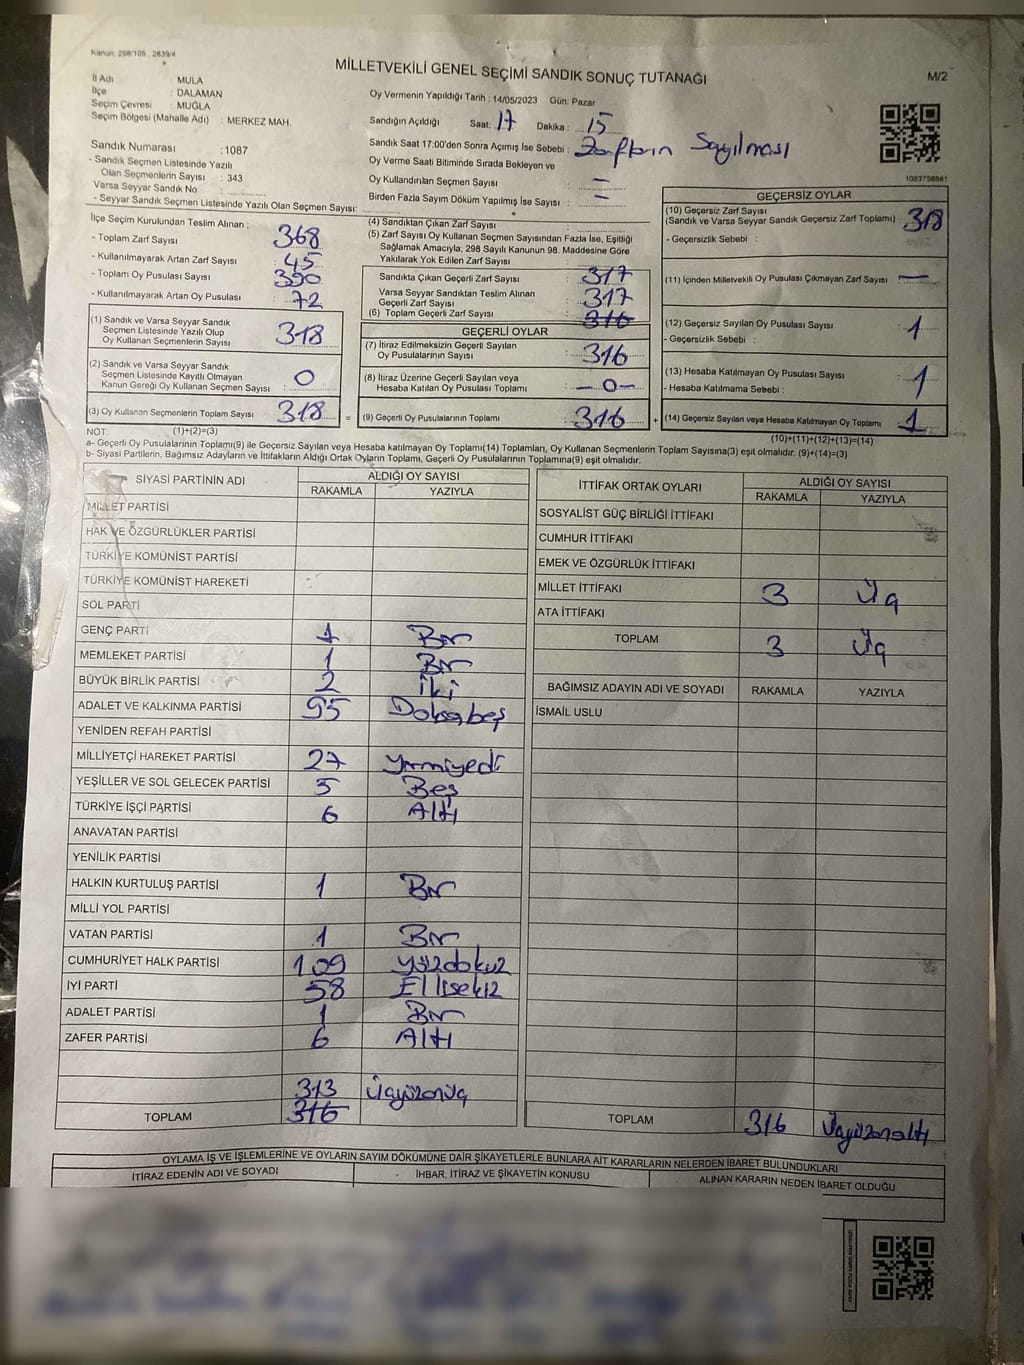 Kanun: 298/105 , 2839/4
MİLLETVEKİLİ GENEL SEÇİMİ SANDIK SONUÇ TUTANAĞI
M/2
İl Adı : MULA
İlçe : DALAMAN
Seçim Çevresi : MUĞLA
Seçim Bölgesi (Mahalle Adı) : MERKEZ MAH.
Oy Vermenin Yapıldığı Tarih : 14/05/2023 Gün: Pazar
Sandığın Açıldığı Saat: 17 Dakika : 15
Sandık Saat 17.00'den Sonra Açılmış İse Sebebi : Zarfların Sayılması
Oy Verme Saati Bitiminde Sırada Bekleyen ve
Oy Kullandırılan Seçmen Sayısı : —
Birden Fazla Sayım Döküm Yapılmış İse Sayısı : —
Sandık Numarası : 1087
- Sandık Seçmen Listesinde Yazılı
Olan Seçmenlerin Sayısı : 343
Varsa Seyyar Sandık No :
- Seyyar Sandık Seçmen Listesinde Yazılı Olan Seçmen Sayısı:
1083758681
İlçe Seçim Kurulundan Teslim Alınan ;
- Toplam Zarf Sayısı : 368
- Kullanılmayarak Artan Zarf Sayısı : 45
- Toplam Oy Pusulası Sayısı : 390
- Kullanılmayarak Artan Oy Pusulası : 72
(1) Sandık ve Varsa Seyyar Sandık
Seçmen Listesinde Yazılı Olup
Oy Kullanan Seçmenlerin Sayısı : 318
(2) Sandık ve Varsa Seyyar Sandık
Seçmen Listesinde Kayıtlı Olmayan
Kanun Gereği Oy Kullanan Seçmen Sayısı : 0
(3) Oy Kullanan Seçmenlerin Toplam Sayısı : 318 =
(4) Sandıktan Çıkan Zarf Sayısı :
(5) Zarf Sayısı Oy Kullanan Seçmen Sayısından Fazla İse, Eşitliği
Sağlamak Amacıyla, 298 Sayılı Kanunun 98. Maddesine Göre
Yakılarak Yok Edilen Zarf Sayısı :
Sandıkta Çıkan Geçerli Zarf Sayısı : 317
Varsa Seyyar Sandıktan Teslim Alınan
Geçerli Zarf Sayısı : 317
(6) Toplam Geçerli Zarf Sayısı : 316
GEÇERLİ OYLAR
(7) İtiraz Edilmeksizin Geçerli Sayılan
Oy Pusulalarının Sayısı : 316
(8) İtiraz Üzerine Geçerli Sayılan veya
Hesaba Katılan Oy Pusulası Toplamı : — 0 —
(9) Geçerli Oy Pusulalarının Toplamı : 316 +
GEÇERSİZ OYLAR
(10) Geçersiz Zarf Sayısı
(Sandık ve Varsa Seyyar Sandık Geçersiz Zarf Toplamı) : 318
- Geçersizlik Sebebi :
(11) İçinden Milletvekili Oy Pusulası Çıkmayan Zarf Sayısı : —
(12) Geçersiz Sayılan Oy Pusulası Sayısı : 1
- Geçersizlik Sebebi :
(13) Hesaba Katılmayan Oy Pusulası Sayısı : 1
- Hesaba Katılmama Sebebi :
(14) Geçersiz Sayılan veya Hesaba Katılmayan Oy Toplamı : 1
NOT: (1)+(2)=(3)
(10)+(11)+(12)+(13)=(14)
a- Geçerli Oy Pusulalarının Toplamı(9) ile Geçersiz Sayılan veya Hesaba katılmayan Oy Toplamı(14) Toplamları, Oy Kullanan Seçmenlerin Toplam Sayısına(3) eşit olmalıdır. (9)+(14)=(3)
b- Siyasi Partilerin, Bağımsız Adayların ve İttifakların Aldığı Ortak Oyların Toplamı, Geçerli Oy Pusulalarının Toplamına(9) eşit olmalıdır.
SİYASİ PARTİNİN ADI ALDIĞI OY SAYISI
RAKAMLA YAZIYLA
MİLLET PARTİSİ
HAK VE ÖZGÜRLÜKLER PARTİSİ
TÜRKİYE KOMÜNİST PARTİSİ
TÜRKİYE KOMÜNİST HAREKETİ
SOL PARTİ
GENÇ PARTİ 1 Bir
MEMLEKET PARTİSİ 1 Bir
BÜYÜK BİRLİK PARTİSİ 2 İki
ADALET VE KALKINMA PARTİSİ 95 Doksanbeş
YENİDEN REFAH PARTİSİ
MİLLİYETÇİ HAREKET PARTİSİ 27 Yirmiyedi
YEŞİLLER VE SOL GELECEK PARTİSİ 5 Beş
TÜRKİYE İŞÇİ PARTİSİ 6 Altı
ANAVATAN PARTİSİ
YENİLİK PARTİSİ
HALKIN KURTULUŞ PARTİSİ 1 Bir
MİLLİ YOL PARTİSİ
VATAN PARTİSİ 1 Bir
CUMHURİYET HALK PARTİSİ 109 Yüzdokuz
İYİ PARTİ 58 Ellisekiz
ADALET PARTİSİ 1 Bir
ZAFER PARTİSİ 6 Altı
313 Üçyüzonüç
TOPLAM 316
İTTİFAK ORTAK OYLARI ALDIĞI OY SAYISI
RAKAMLA YAZIYLA
SOSYALİST GÜÇ BİRLİĞİ İTTİFAKI
CUMHUR İTTİFAKI
EMEK VE ÖZGÜRLÜK İTTİFAKI
MİLLET İTTİFAKI 3 Üç
ATA İTTİFAKI
TOPLAM 3 Üç
BAĞIMSIZ ADAYIN ADI VE SOYADI RAKAMLA YAZIYLA
İSMAİL USLU
TOPLAM 316 Üçyüzonaltı
OYLAMA İŞ VE İŞLEMLERİNE VE OYLARIN SAYIM DÖKÜMÜNE DAİR ŞİKAYETLERLE BUNLARA AİT KARARLARIN NELERDEN İBARET BULUNDUKLARI
İTİRAZ EDENİN ADI VE SOYADI İHBAR, İTİRAZ VE ŞİKAYETİN KONUSU ALINAN KARARIN NEDEN İBARET OLDUĞU